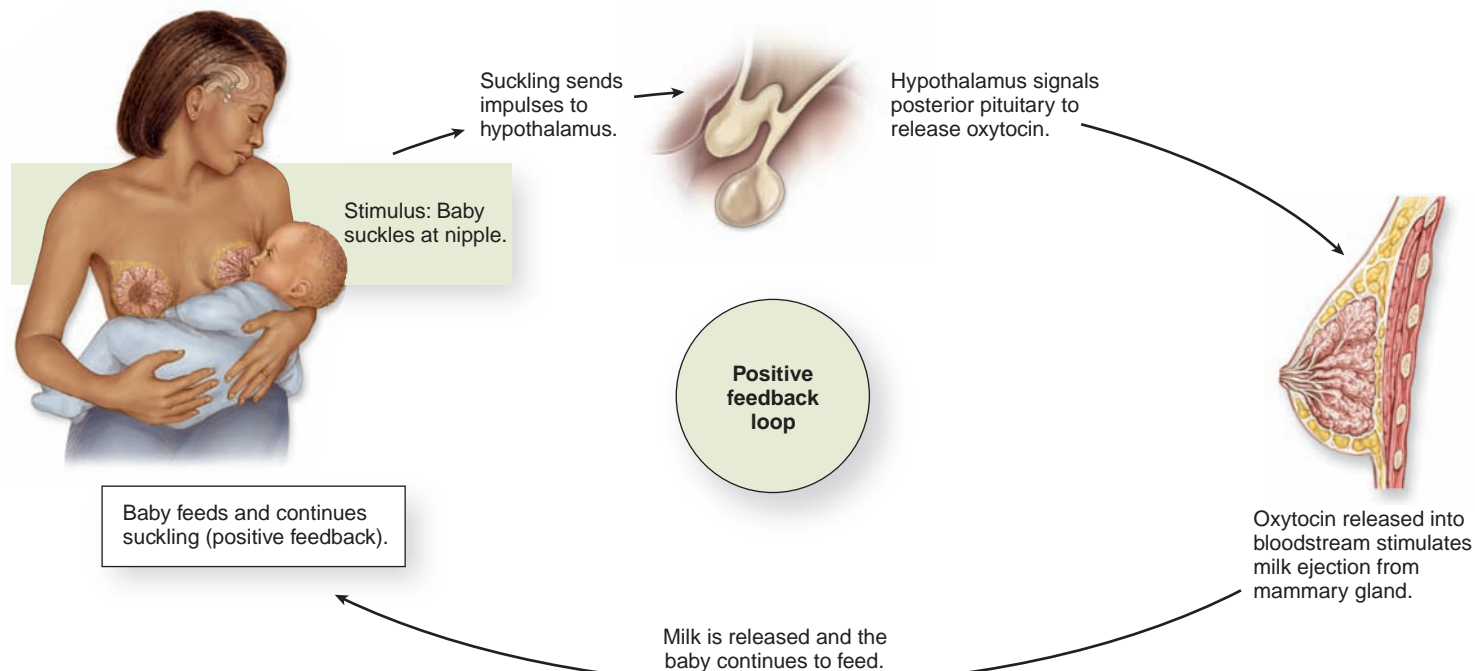 Suckling sends
impulses to
hypothalamus.
Hypothalamus signals
posterior pituitary to
release oxytocin.
Stimulus: Baby
suckles at nipple.
Positive
feedback
loop
Baby feeds and continues
suckling (positive feedback).
Oxytocin released into
bloodstream stimulates
milk ejection from
mammary gland.
Milk is released and the
baby continues to feed.